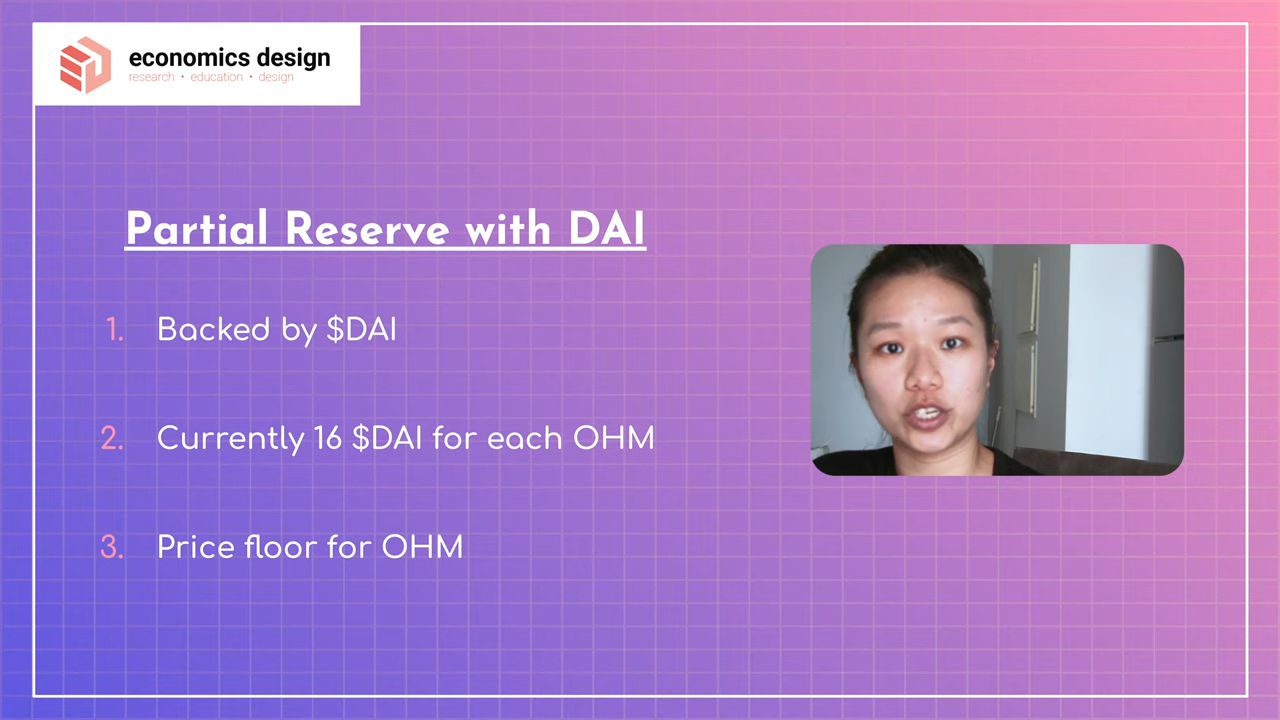 economics design
research • education • design
Partial Reserve with DAI
1. Backed by $DAI
2. Currently 16 $DAI for each OHM
3. Price floor for OHM